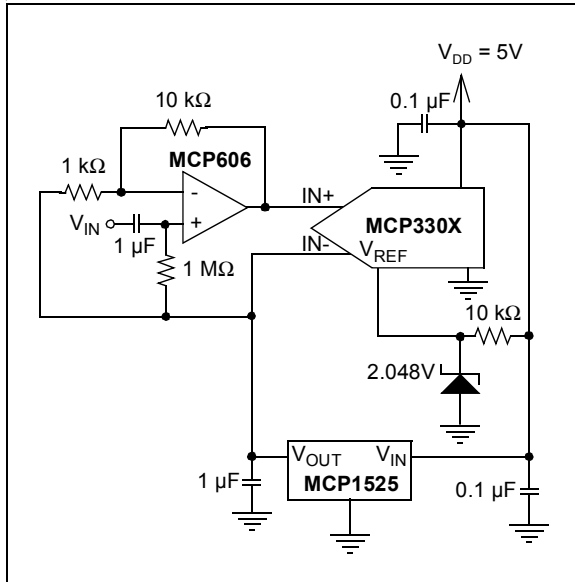 V_DD = 5V
0.1 µF
10 kΩ
MCP606
1 kΩ
-
+
V_IN
1 µF
1 MΩ
IN+
IN-
MCP330X
V_REF
10 kΩ
2.048V
V_OUT V_IN
MCP1525
1 µF
0.1 µF